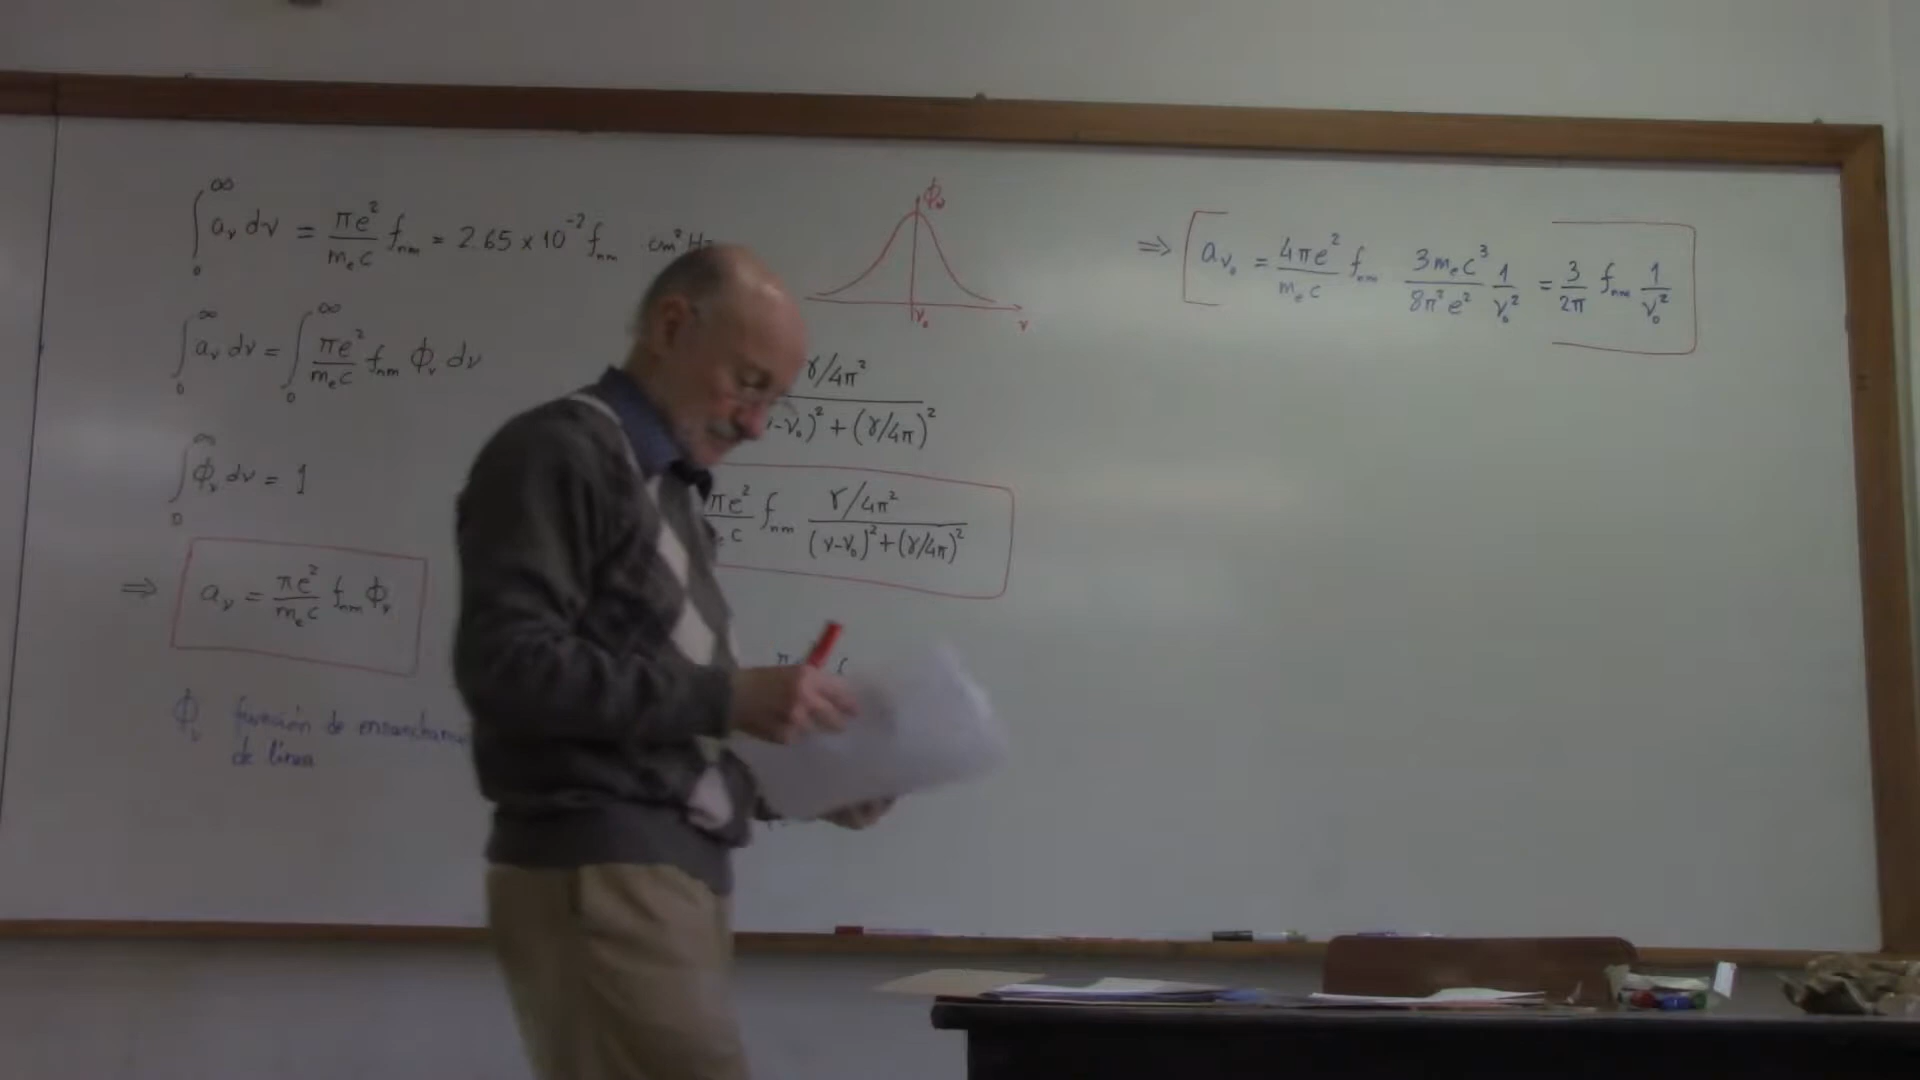 ∫₀^∞ a_ν dν = πe²/m_e c f_nm = 2.65 × 10⁻² f_nm cm² Hz
∫₀^∞ a_ν dν = ∫₀^∞ πe²/m_e c f_nm ϕ_ν dν
∫₀^∞ ϕ_ν dν = 1
⇒ a_ν = πe²/m_e c f_nm ϕ_ν
ϕ_ν función de
de línea
ϕ_ν
ν₀ ν
γ/4π²
-ν₀)² + (γ/4π)²
πe² c f_nm γ/4π² / (ν-ν₀)² + (γ/4π)²
⇒ a_ν₀ = 4πe²/m_e c f_nm 3m_e c³/8π²e² 1/ν₀² = 3/2π f_nm 1/ν₀²